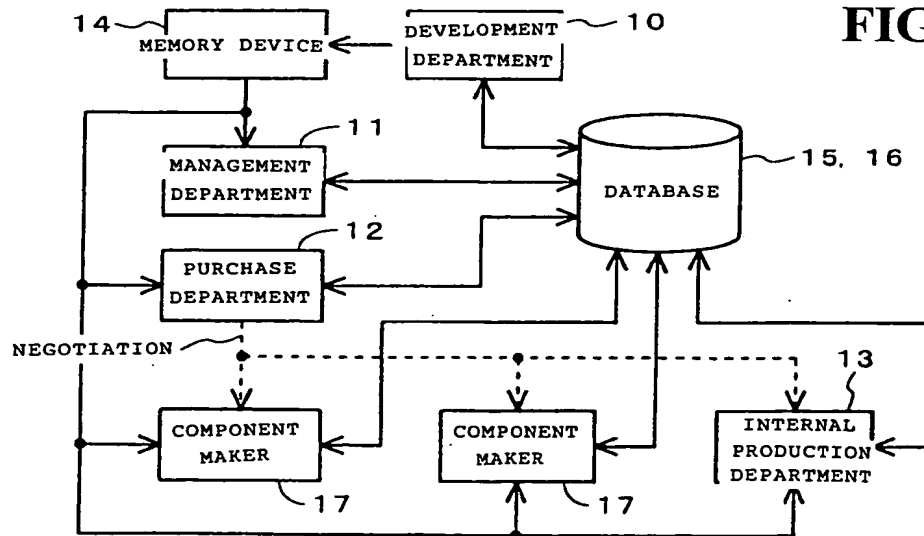 14
MEMORY DEVICE
DEVELOPMENT
DEPARTMENT
10
FIG
11
MANAGEMENT
DEPARTMENT
DATABASE
15, 16
12
PURCHASE
DEPARTMENT
NEGOTIATION
COMPONENT
MAKER
17
COMPONENT
MAKER
17
13
INTERNAL
PRODUCTION
DEPARTMENT